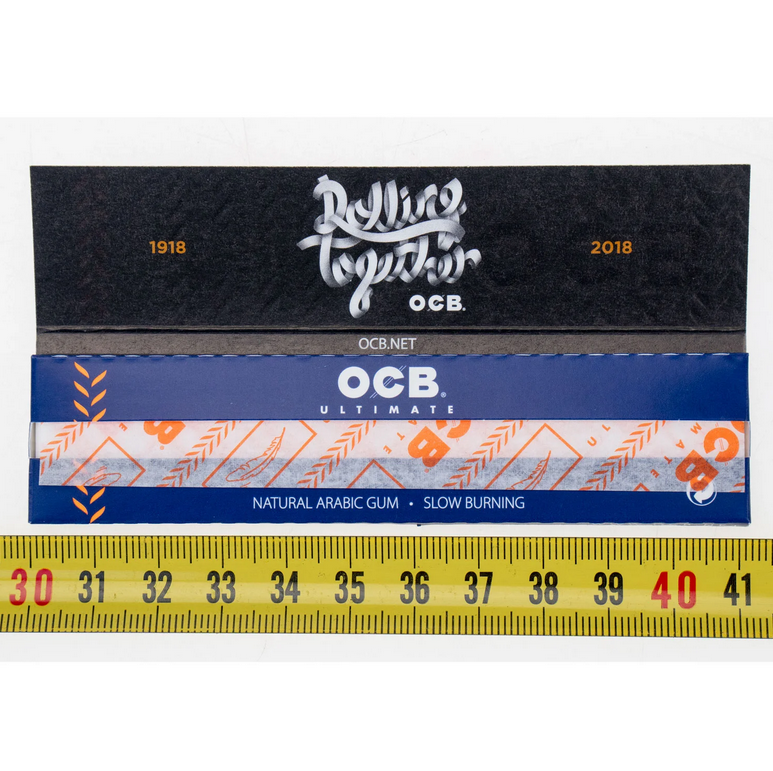 Rolling
1918 2018
Together
OCB®
OCB.NET
OCB®
ULTIMATE
NATURAL ARABIC GUM • SLOW BURNING
30 31 32 33 34 35 36 37 38 39 40 41